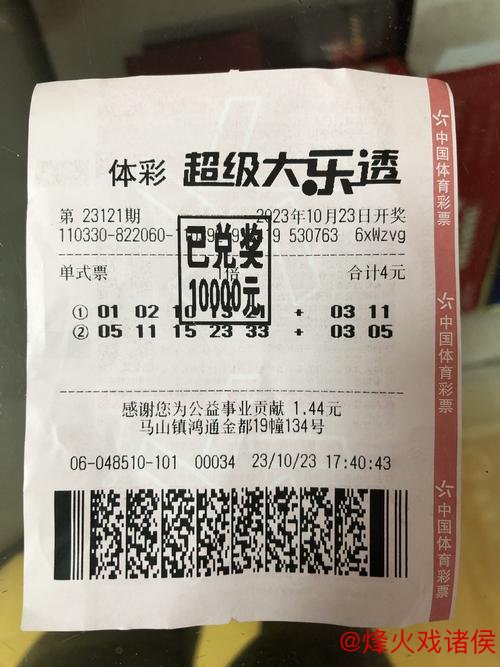 体彩 超级大乐透
第 23121期 2023年10月23日开奖
110330-822060-1 530763 6xWzvg
已兑奖
10000元
单式票 1倍 合计4元
① 01 02 + 03 11
② 05 11 15 23 33 + 03 05
感谢您为公益事业贡献 1.44元
马山镇鸿通金都19幢134号
06-048510-101 00034 23/10/23 17:40:43
中国体育彩票
中国体育彩票
中国体育彩票
@烽火戏诸侯